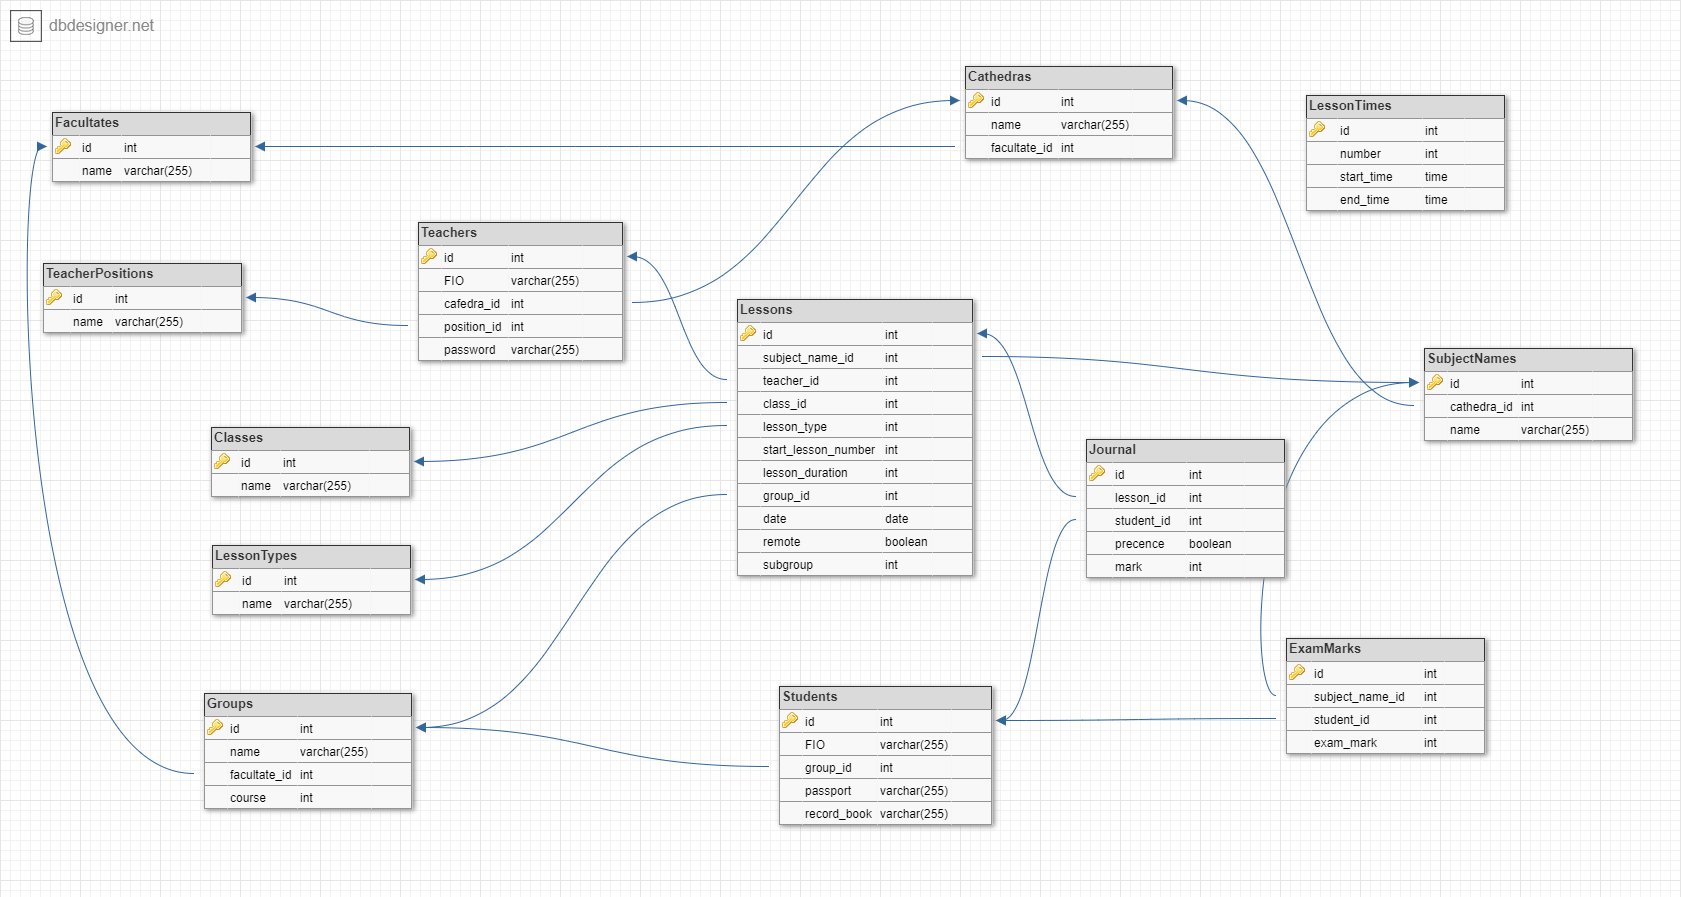 dbdesigner.net
Facultates
id int
name varchar(255)
TeacherPositions
id int
name varchar(255)
Teachers
id int
FIO varchar(255)
cafedra_id int
position_id int
password varchar(255)
Cathedras
id int
name varchar(255)
facultate_id int
LessonTimes
id int
number int
start_time time
end_time time
Lessons
id int
subject_name_id int
teacher_id int
class_id int
lesson_type int
start_lesson_number int
lesson_duration int
group_id int
date date
remote boolean
subgroup int
SubjectNames
id int
cathedra_id int
name varchar(255)
Classes
id int
name varchar(255)
Journal
id int
lesson_id int
student_id int
precence boolean
mark int
LessonTypes
id int
name varchar(255)
ExamMarks
id int
subject_name_id int
student_id int
exam_mark int
Groups
id int
name varchar(255)
facultate_id int
course int
Students
id int
FIO varchar(255)
group_id int
passport varchar(255)
record_book varchar(255)